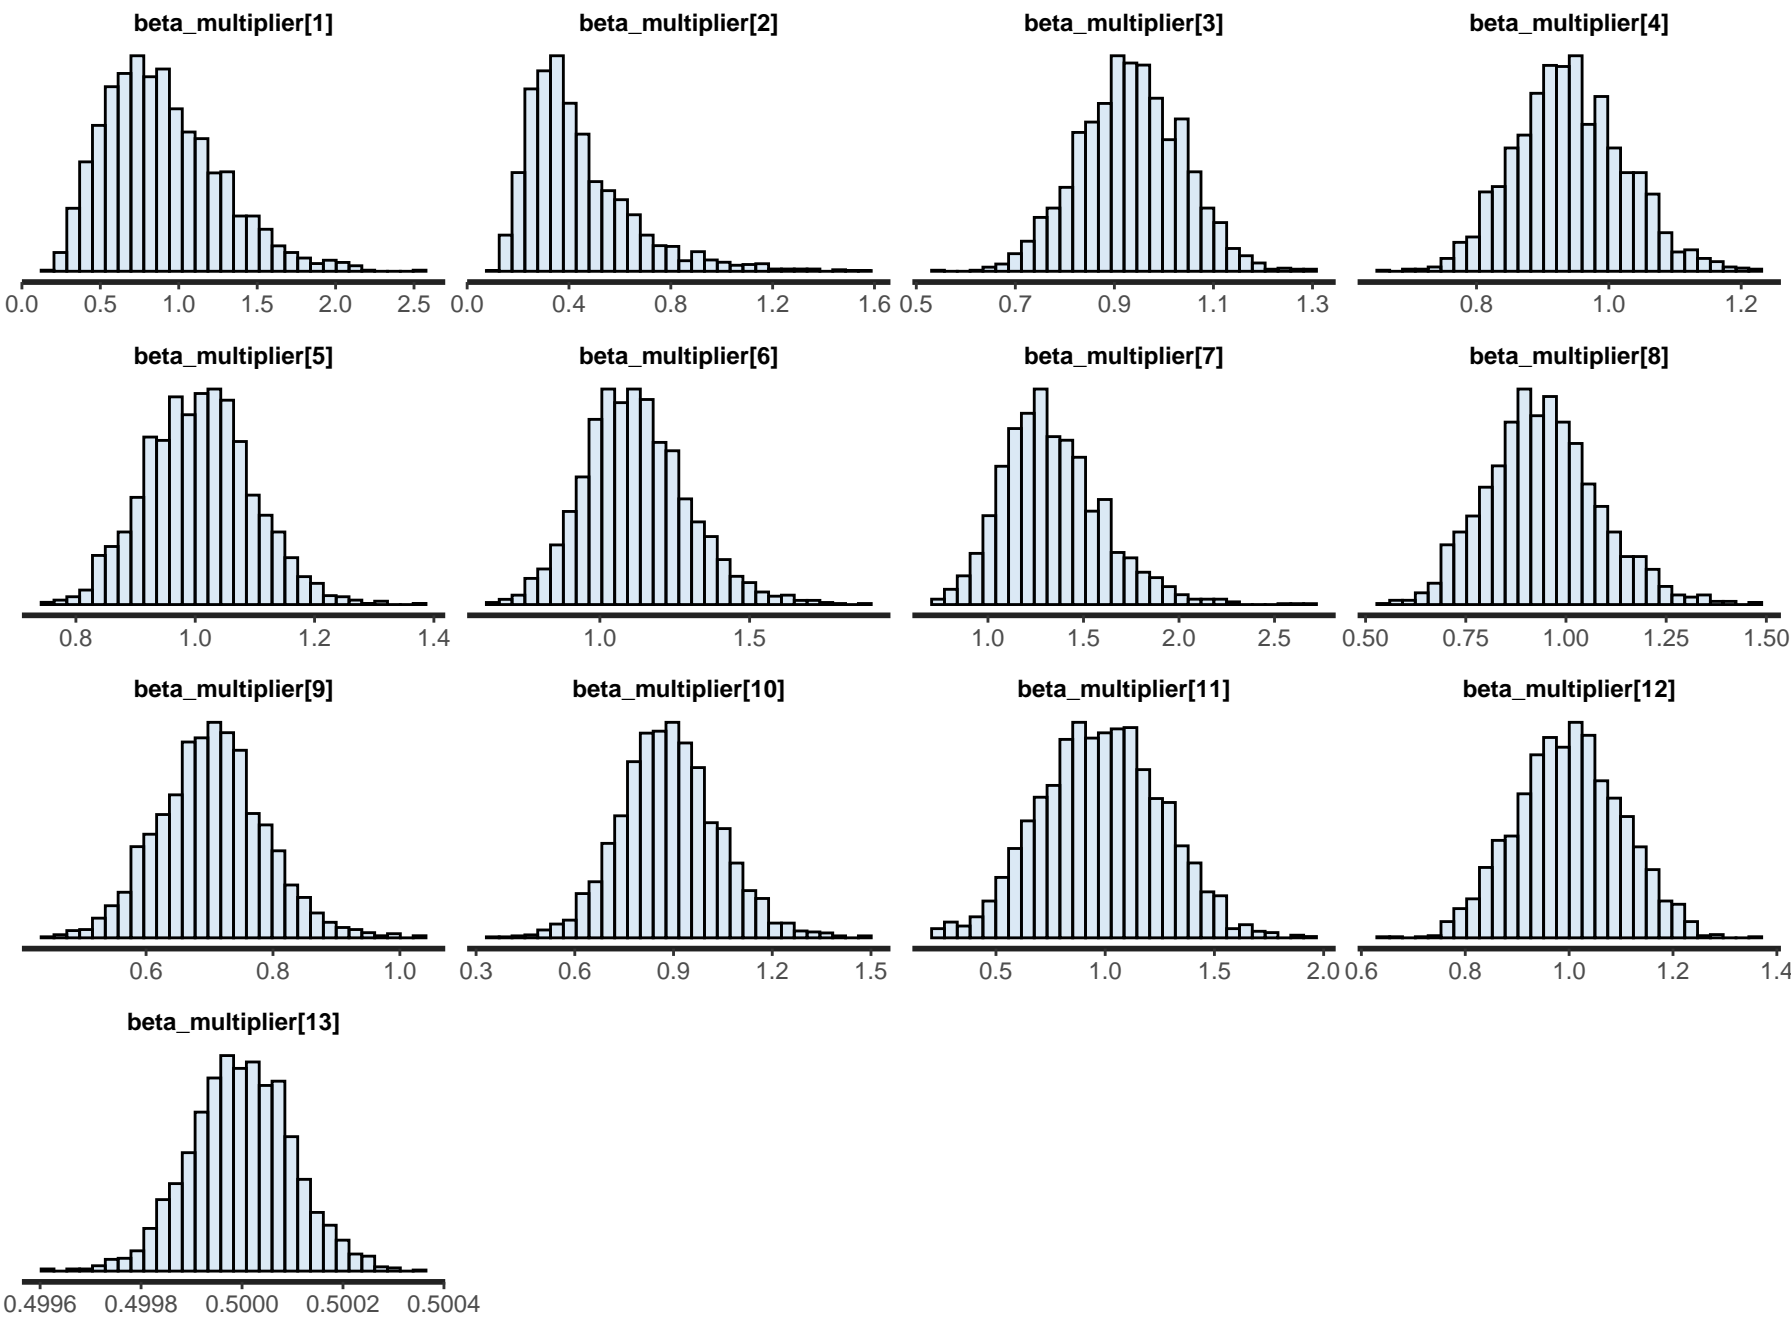 beta_multiplier[1] beta_multiplier[2] beta_multiplier[3] beta_multiplier[4]
0.0 0.5 1.0 1.5 2.0 2.5 0.0 0.4 0.8 1.2 1.6 0.5 0.7 0.9 1.1 1.3 0.8 1.0 1.2
beta_multiplier[5] beta_multiplier[6] beta_multiplier[7] beta_multiplier[8]
0.8 1.0 1.2 1.4 1.0 1.5 1.0 1.5 2.0 2.5 0.50 0.75 1.00 1.25 1.50
beta_multiplier[9] beta_multiplier[10] beta_multiplier[11] beta_multiplier[12]
0.6 0.8 1.0 0.3 0.6 0.9 1.2 1.5 0.5 1.0 1.5 2.0 0.6 0.8 1.0 1.2 1.4
beta_multiplier[13]
0.4996 0.4998 0.5000 0.5002 0.5004